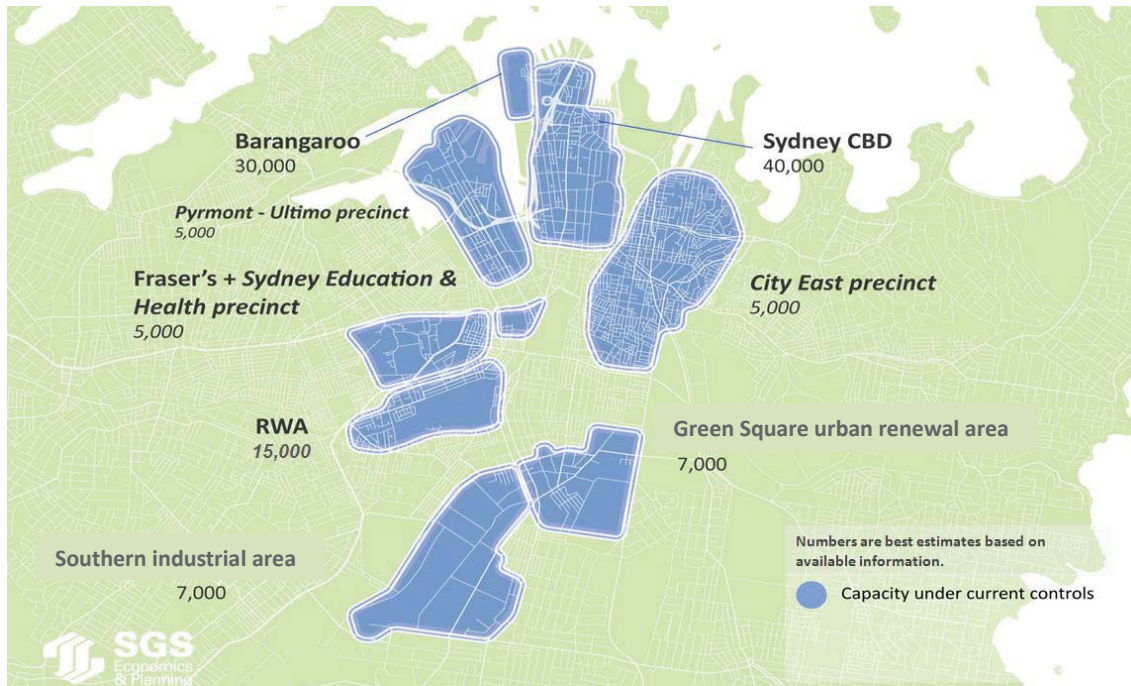 Barangaroo
30,000
Sydney CBD
40,000
Pyrmont - Ultimo precinct
5,000
Fraser's + Sydney Education &
Health precinct
5,000
City East precinct
5,000
RWA
15,000
Green Square urban renewal area
7,000
Southern industrial area
7,000
Numbers are best estimates based on
available information.
Capacity under current controls
SGS
Economics
& Planning